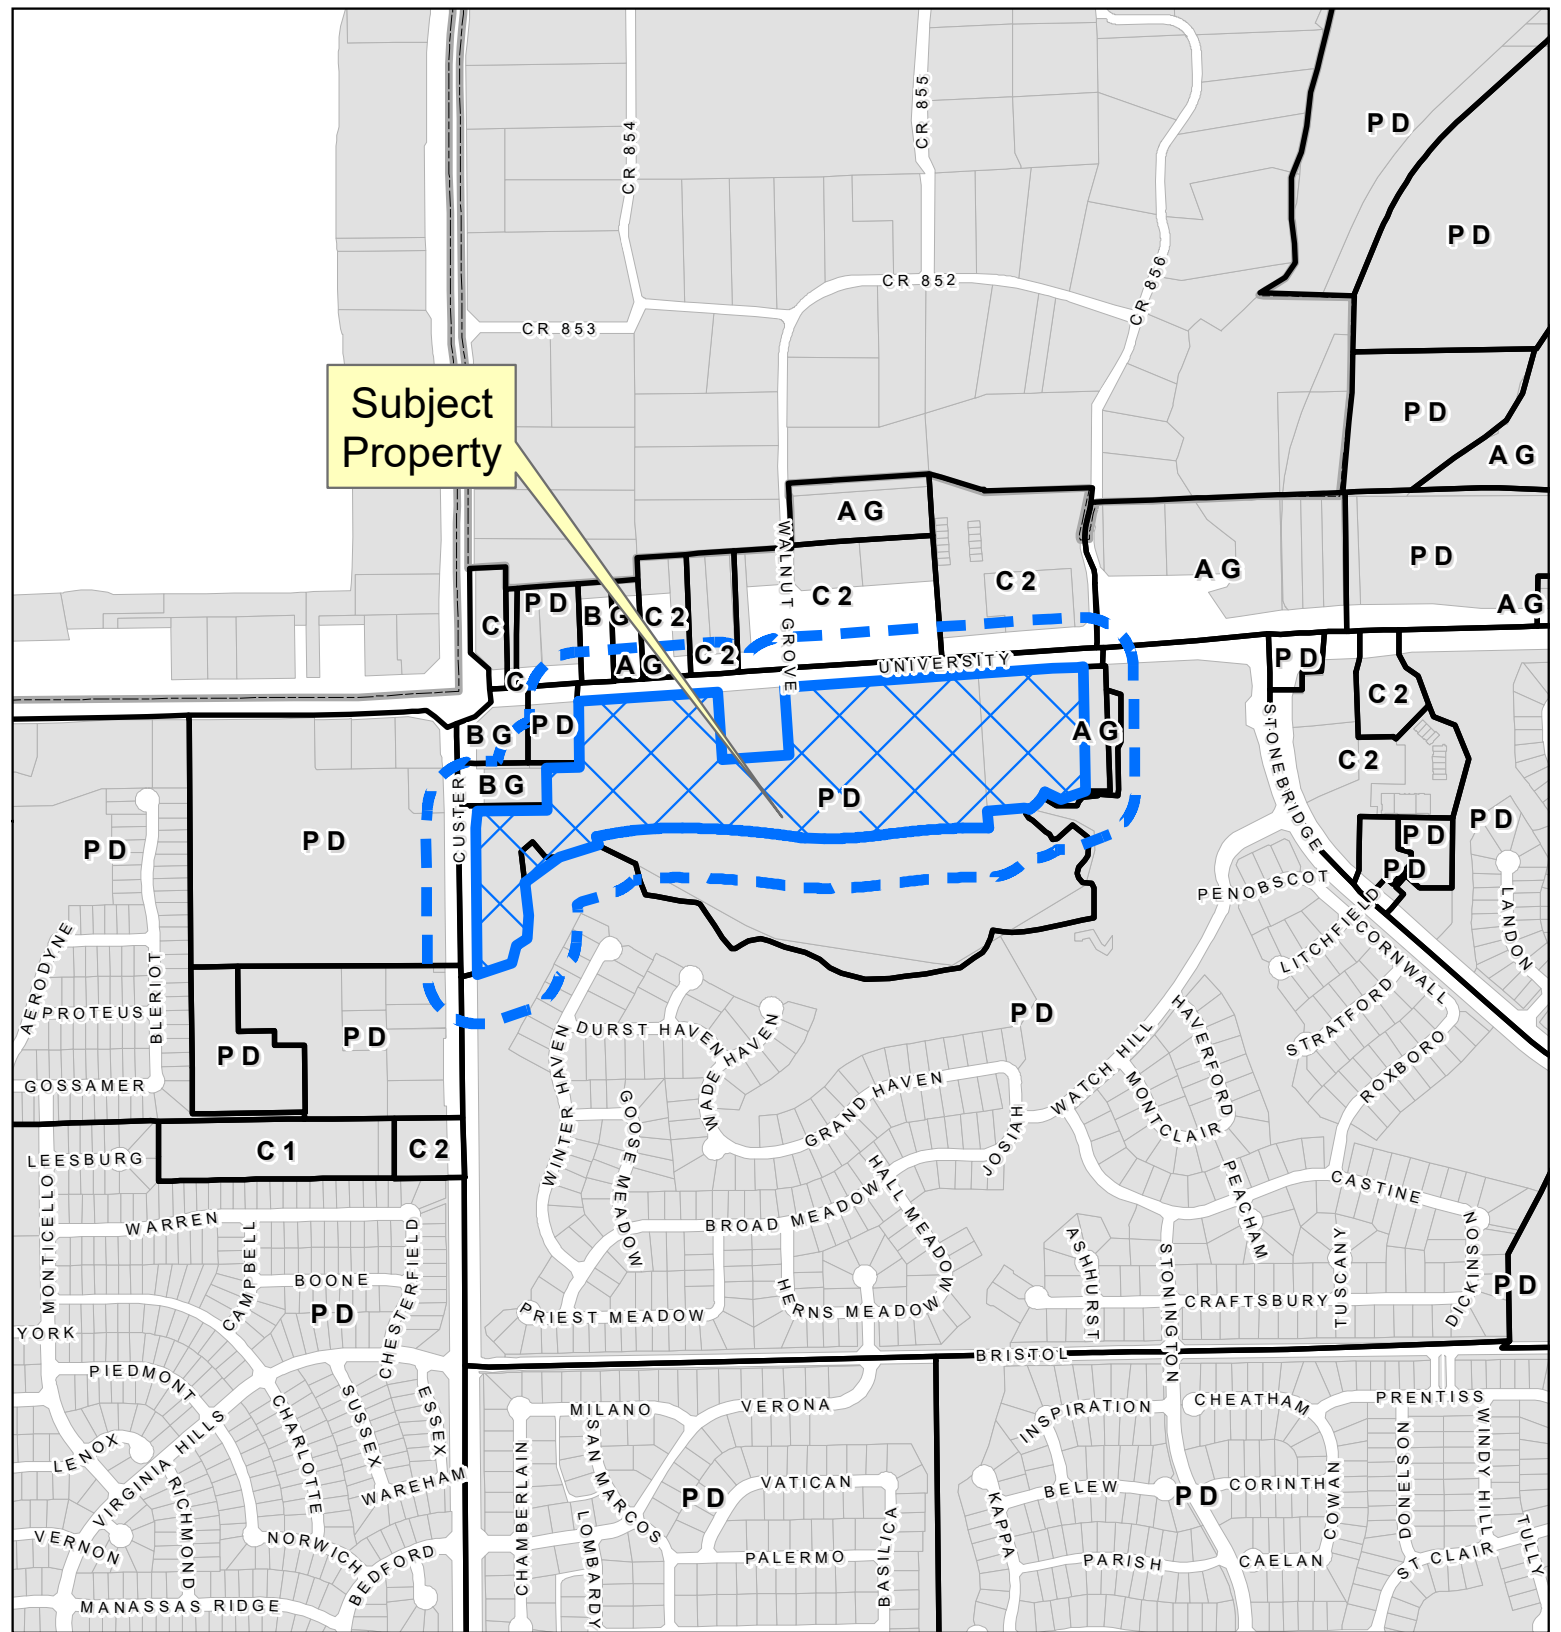 CR 854
CR 855
PD
PD
CR 852
CR 856
CR 853
Subject
Property
PD
AG
WALNUT GROVE
AG
C2
C2
AG
PD
AG
C
PD
BG
C2
C2
AG
C
UNIVERSITY
PD
C2
STONEBRIDGE
BG
PD
AG
C2
BG
CUSTER
PD
PD
PD
PD
PD
PD
PD
LANDON
PENOBSCOT
LITCHFIELD
CORNWALL
AERODYNE
BLERIOT
PROTEUS
PD
PD
GOSSAMER
DURST HAVEN
WINTER HAVEN
WADE HAVEN
PD
HAVERFORD
STRATFORD
ROXBORO
WATCH HILL
MONTCLAIR
GRAND HAVEN
GOOSE MEADOW
JOSIAH
C1
C2
LEESBURG
MONTICELLO
HALL MEADOW
PEACHAM
CASTINE
WARREN
CAMPBELL
CHESTERFIELD
BROAD MEADOW
ASHHURST
STONINGTON
TUSCANY
DICKINSON
PD
BOONE
PD
PRIEST MEADOW
HERNS MEADOW
CRAFTSBURY
YORK
BRISTOL
PIEDMONT
SUSSEX
ESSEX
CHARLOTTE
MILANO
VERONA
INSPIRATION
CHEATHAM
PRENTISS
LENOX
VIRGINIA HILLS
RICHMOND
WAREHAM
CHAMBERLAIN
SAN MARCOS
PD
VATICAN
BASILICA
KAPPA
BELEW
PD
CORINTH
COWAN
DONELSON
WINDY HILL
TULLY
VERNON
NORWICH
BEDFORD
LOMBARDY
PALERMO
PARISH
CAELAN
ST CLAIR
MANASSAS RIDGE